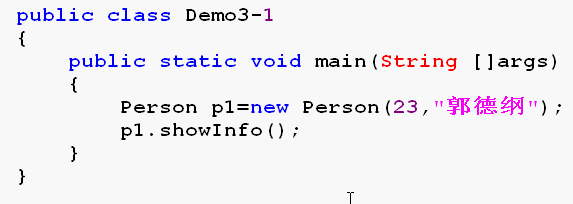 public class Demo3-1
{
public static void main(String []args)
{
Person p1=new Person(23,"郭德纲");
p1.showInfo();
}
}